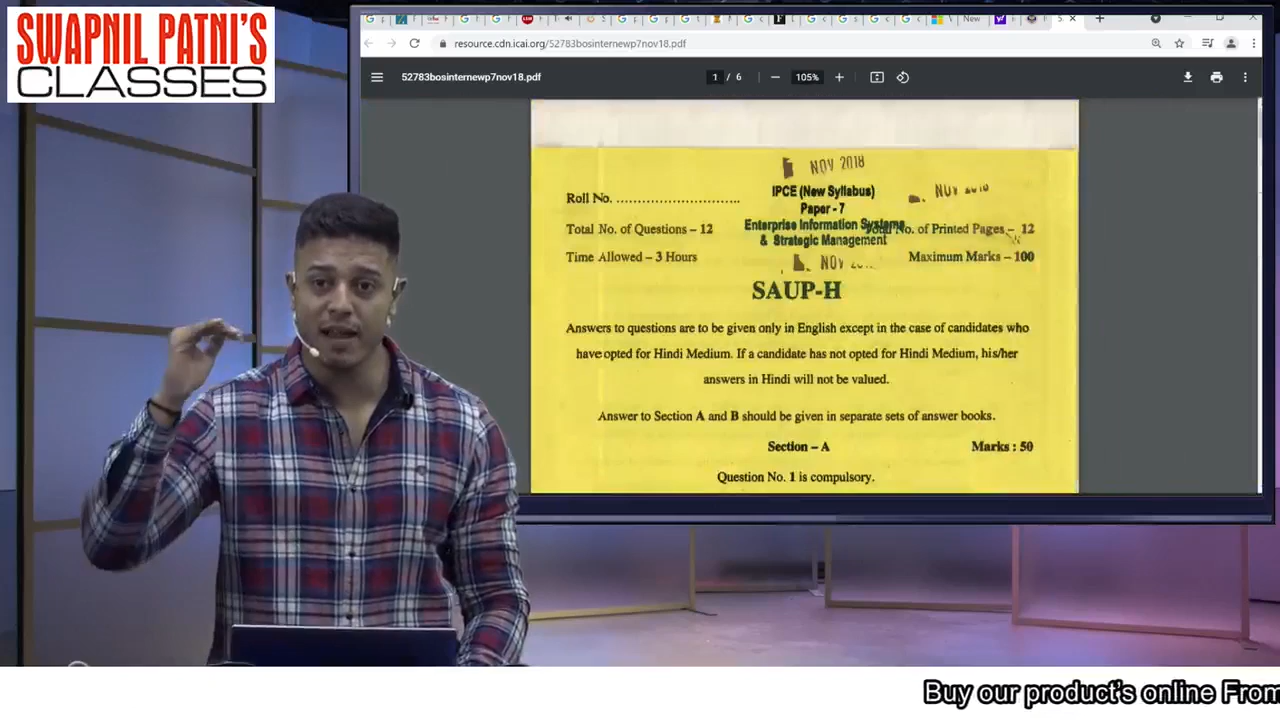 SWAPNIL PATNI'S
CLASSES
New
resource.cdn.icai.org/52783bosinternewp7nov18.pdf
52783bosinternewp7nov18.pdf
1 / 6
105%
NOV 2018
IPCE (New Syllabus)
NOV 2018
Roll No. ..............................
Paper - 7
Total No. of Questions – 12
Enterprise Information Systems
Total No. of Printed Pages – 12
& Strategic Management
Time Allowed – 3 Hours
NOV
Maximum Marks – 100
SAUP-H
Answers to questions are to be given only in English except in the case of candidates who
have opted for Hindi Medium. If a candidate has not opted for Hindi Medium, his/her
answers in Hindi will not be valued.
Answer to Section A and B should be given in separate sets of answer books.
Section – A
Marks : 50
Question No. 1 is compulsory.
Buy our product's online From